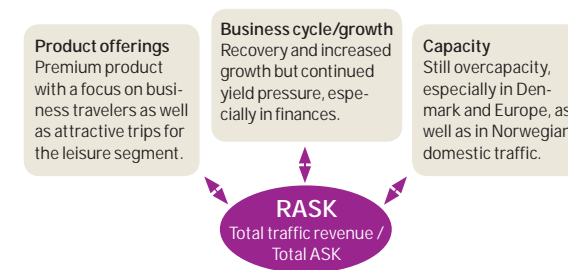 Product offerings
Premium product
with a focus on busi-
ness travelers as well
as attractive trips for
the leisure segment.
Business cycle/growth
Recovery and increased
growth but continued
yield pressure, espe-
cially in finances.
Capacity
Still overcapacity,
especially in Den-
mark and Europe, as
well as in Norwegian
domestic traffic.
RASK
Total traffic revenue /
Total ASK